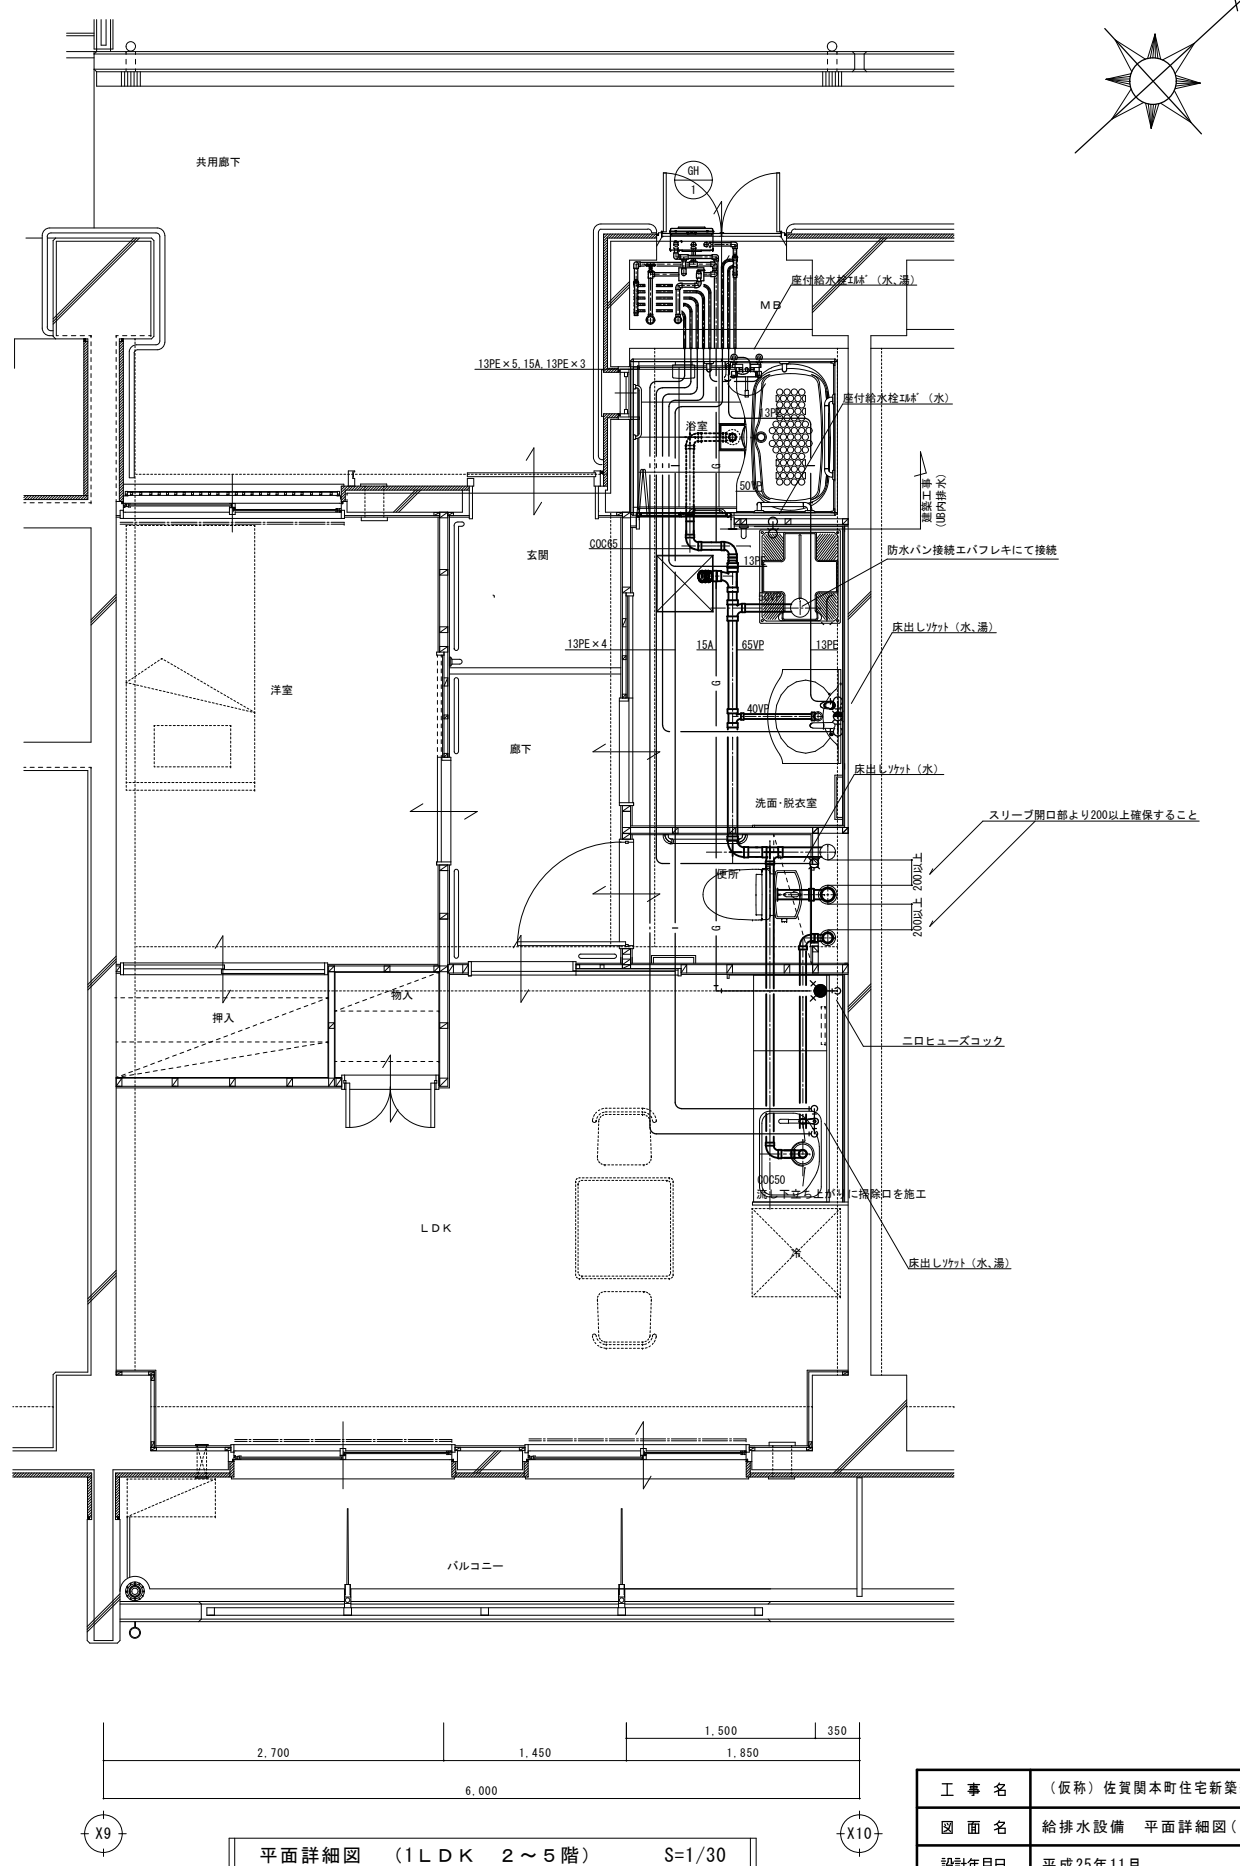 共用廊下
GH
1
座付給水栓エルボ（水、湯）
MB
13PE×5, 15A, 13PE×3
座付給水栓エルボ（水）
13PE
浴室
G
50VP
建築工事
(UB内排水)
COC65
玄関
防水パン接続エバフレキにて接続
13PE
50VP
床出しソケット（水、湯）
13PE×4
15A
65VP
13PE
洋室
G
40VP
廊下
床出しソケット（水）
洗面・脱衣室
スリーブ開口部より200以上確保すること
200以上
便所
200以上
G
物入
押入
二口ヒューズコック
COC50
流し下立ち上がりに掃除口を施工
LDK
冷
床出しソケット（水、湯）
バルコニー
1,500
350
2,700
1,450
1,850
6,000
工事名
（仮称）佐賀関本町住宅新築
X9
X10
図面名
給排水設備　平面詳細図（
平面詳細図　（1LDK　2～5階）　S=1/30
設計年月日
平成25年11月